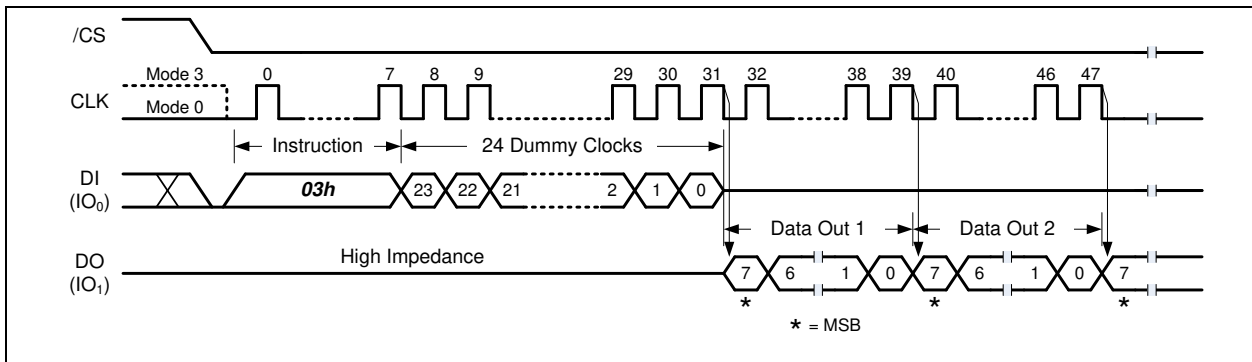 /CS
Mode 3 0 7 8 9 29 30 31 32 38 39 40 46 47
CLK
Mode 0
Instruction 24 Dummy Clocks
DI
(IO0)
03h 23 22 21 2 1 0
Data Out 1 Data Out 2
High Impedance
DO
(IO1)
7 6 1 0 7 6 1 0 7
* * *
* = MSB